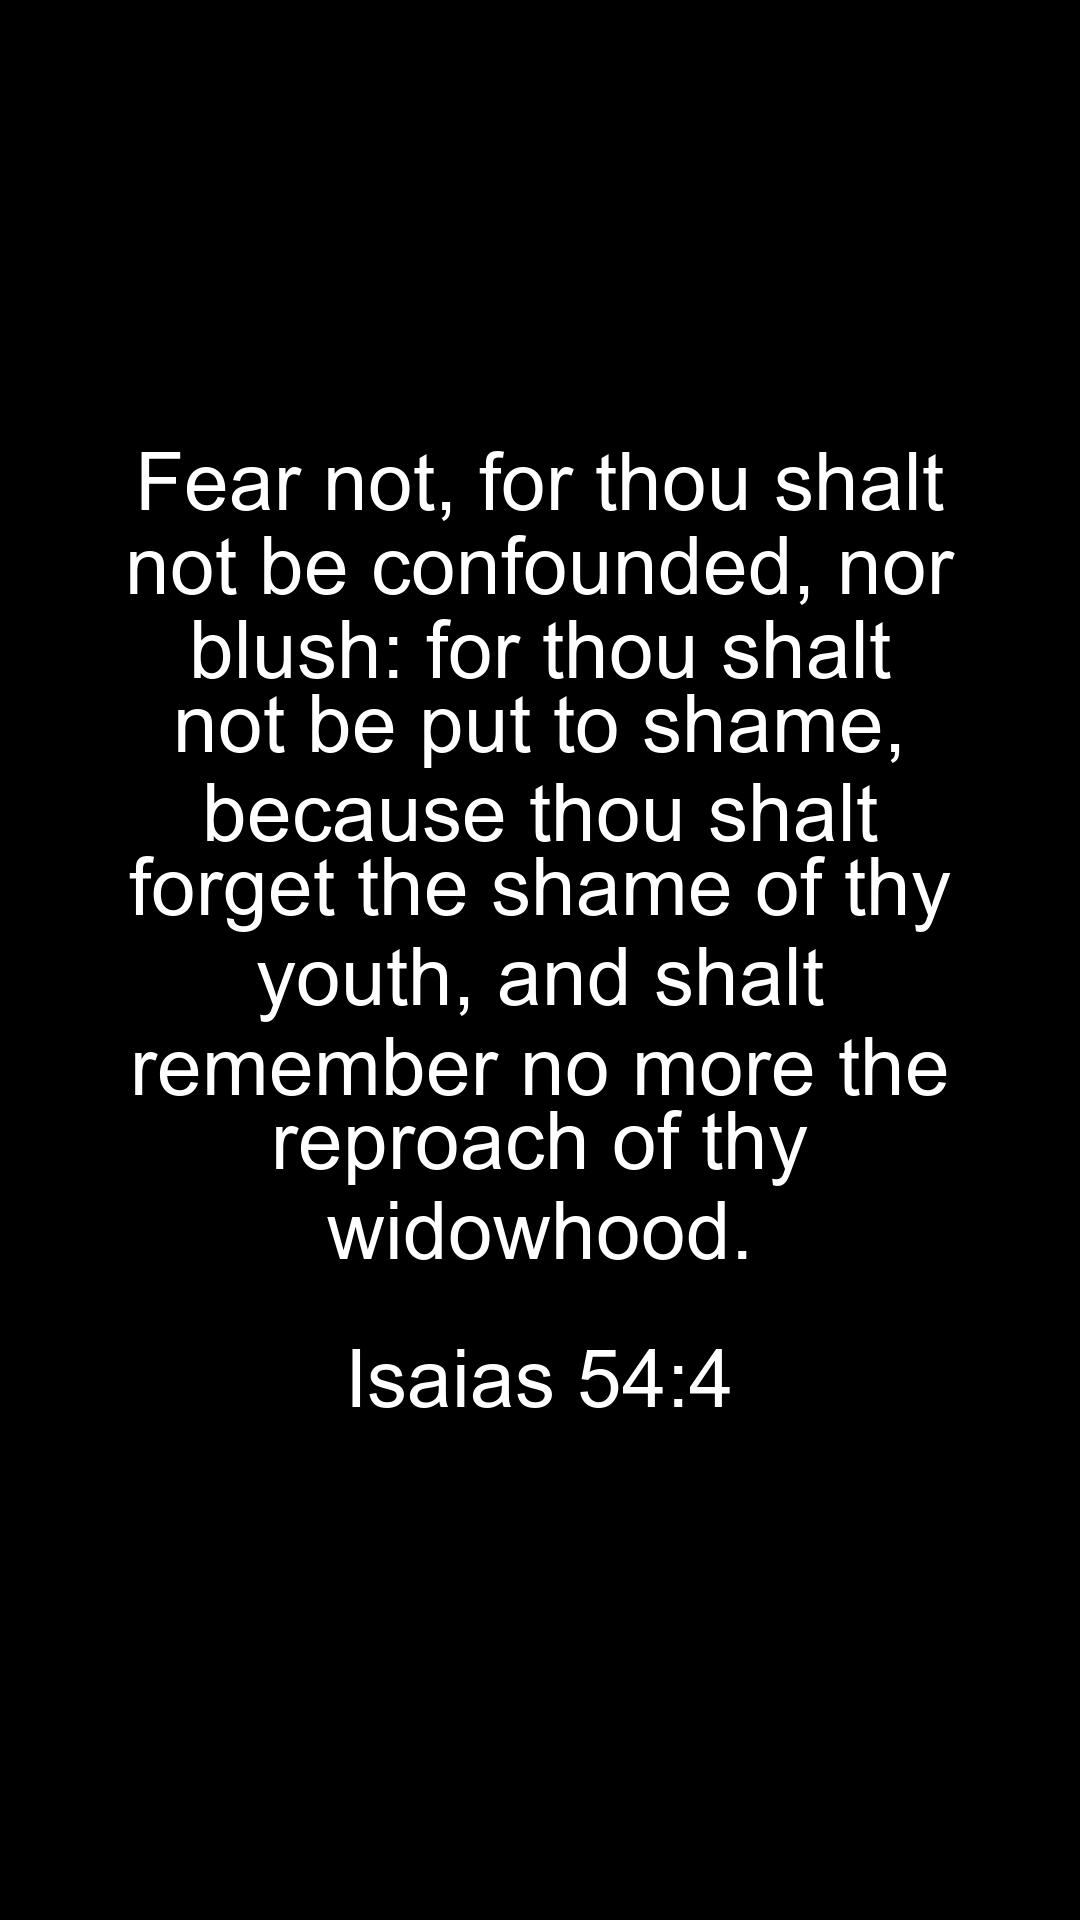 Fear not, for thou shalt
not be confounded, nor
blush: for thou shalt
not be put to shame,
because thou shalt
forget the shame of thy
youth, and shalt
remember no more the
reproach of thy
widowhood.
Isaias 54:4